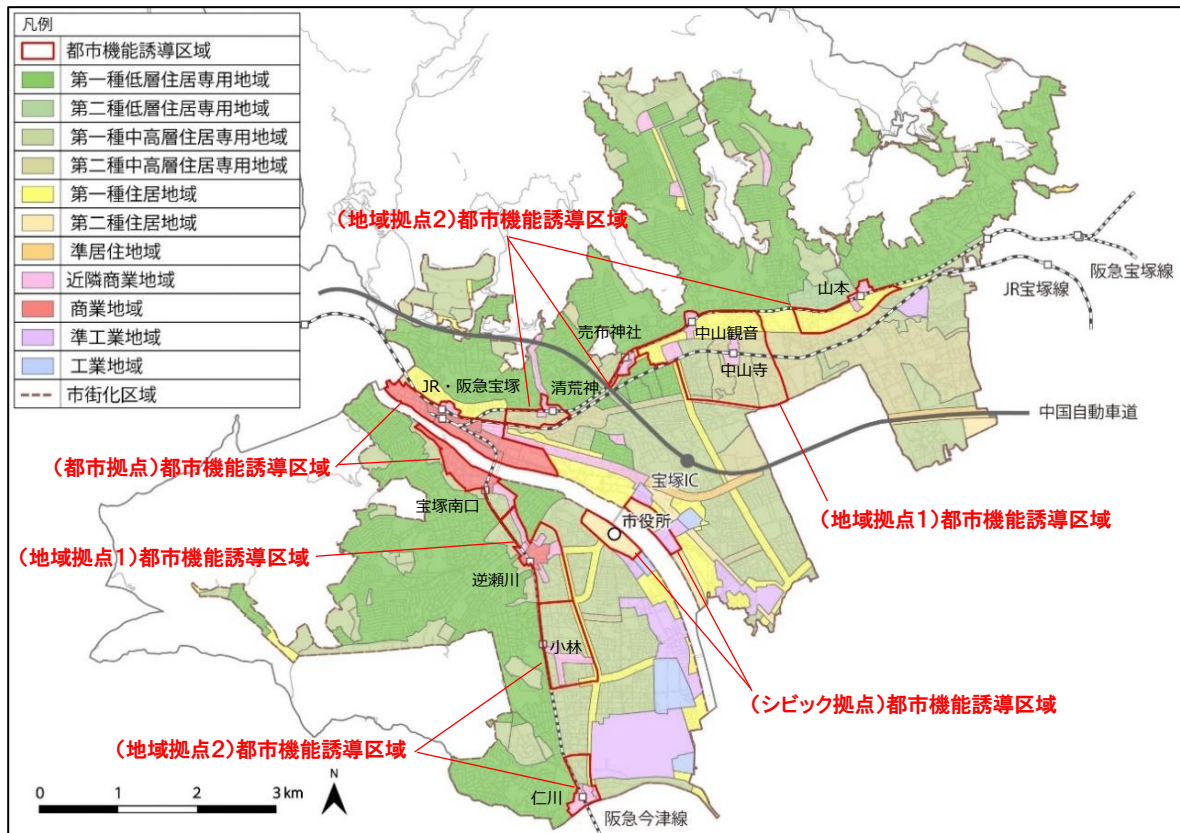 凡例
都市機能誘導区域
第一種低層住居専用地域
第二種低層住居専用地域
第一種中高層住居専用地域
第二種中高層住居専用地域
第一種住居地域
第二種住居地域
準居住地域
近隣商業地域
商業地域
準工業地域
工業地域
市街化区域
(地域拠点2)都市機能誘導区域
阪急宝塚線
JR宝塚線
山本
売布神社
中山観音
中山寺
JR・阪急宝塚
清荒神
中国自動車道
(都市拠点)都市機能誘導区域
宝塚IC
宝塚南口
市役所
(地域拠点1)都市機能誘導区域
(地域拠点1)都市機能誘導区域
逆瀬川
小林
(シビック拠点)都市機能誘導区域
(地域拠点2)都市機能誘導区域
仁川
阪急今津線
0 1 2 3km
N